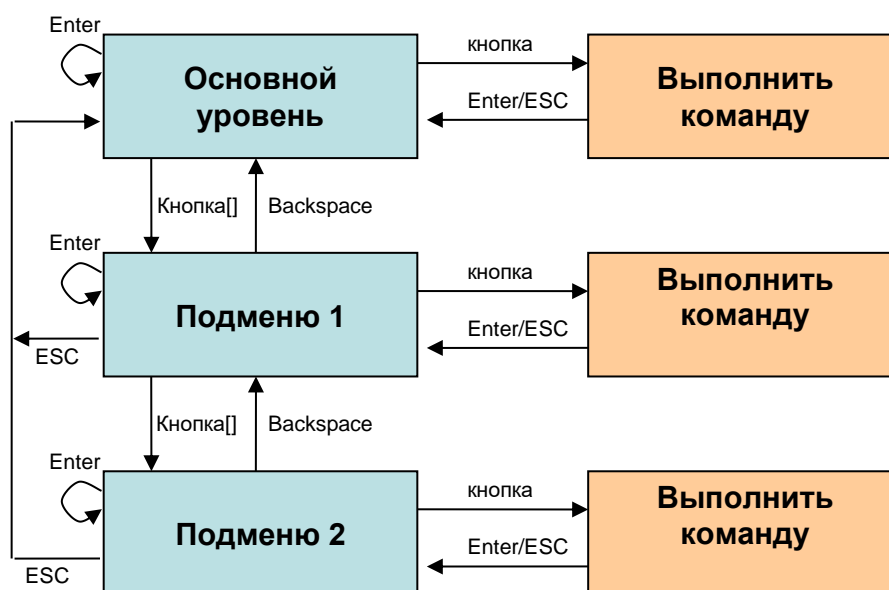 Enter
Основной
уровень
кнопка
Enter/ESC
Выполнить
команду
Кнопка[]
Backspace
Enter
Подменю 1
кнопка
Enter/ESC
Выполнить
команду
ESC
Кнопка[]
Backspace
Enter
Подменю 2
кнопка
Enter/ESC
Выполнить
команду
ESC